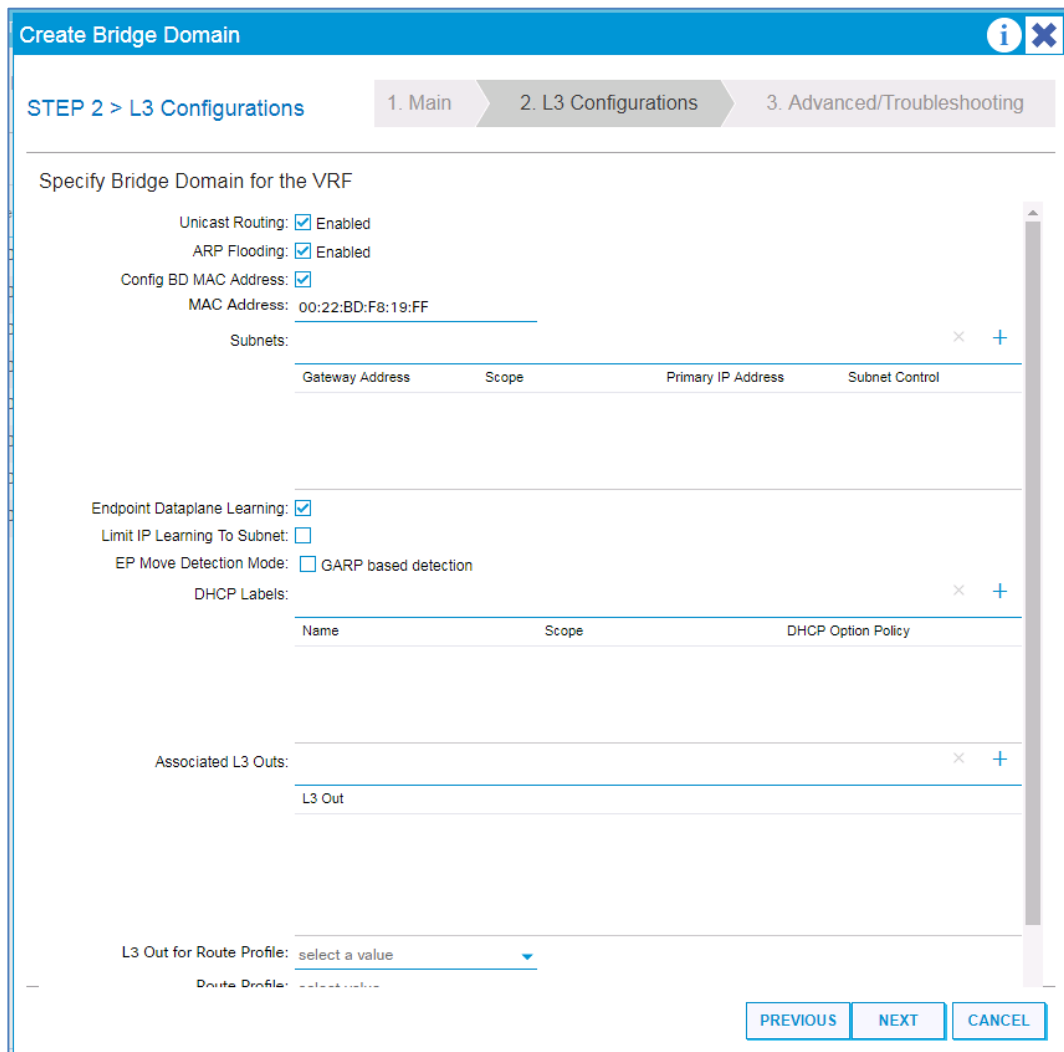 Create Bridge Domain
i
STEP 2 > L3 Configurations
1. Main
2. L3 Configurations
3. Advanced/Troubleshooting
Specify Bridge Domain for the VRF
Unicast Routing: Enabled
ARP Flooding: Enabled
Config BD MAC Address:
MAC Address: 00:22:BD:F8:19:FF
Subnets:
Gateway Address Scope Primary IP Address Subnet Control
Endpoint Dataplane Learning:
Limit IP Learning To Subnet:
EP Move Detection Mode: GARP based detection
DHCP Labels:
Name Scope DHCP Option Policy
Associated L3 Outs:
L3 Out
L3 Out for Route Profile: select a value
Route Profile: select value
PREVIOUS NEXT CANCEL